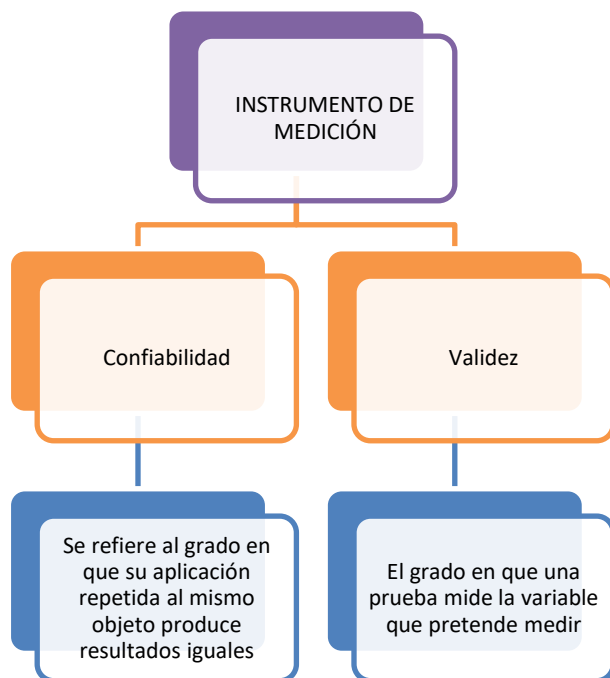 INSTRUMENTO DE
MEDICIÓN
Confiabilidad
Validez
Se refiere al grado en
que su aplicación
repetida al mismo
objeto produce
resultados iguales
El grado en que una
prueba mide la variable
que pretende medir